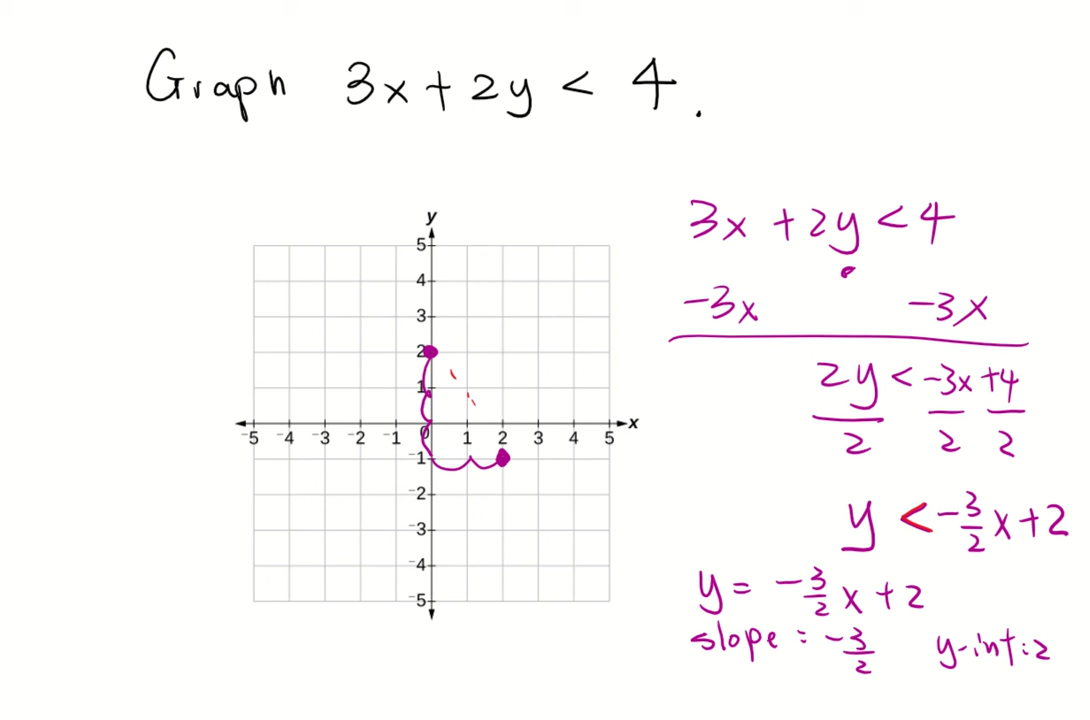 Graph 3x + 2y < 4.
y
5
4
3
2
1
-5 -4 -3 -2 -1 0 1 2 3 4 5 x
-1
-2
-3
-4
-5
3x + 2y < 4
-3x -3x
2y < -3x + 4
2 2 2
y < -3/2 x + 2
y = -3/2 x + 2
slope: -3/2 y-int: 2